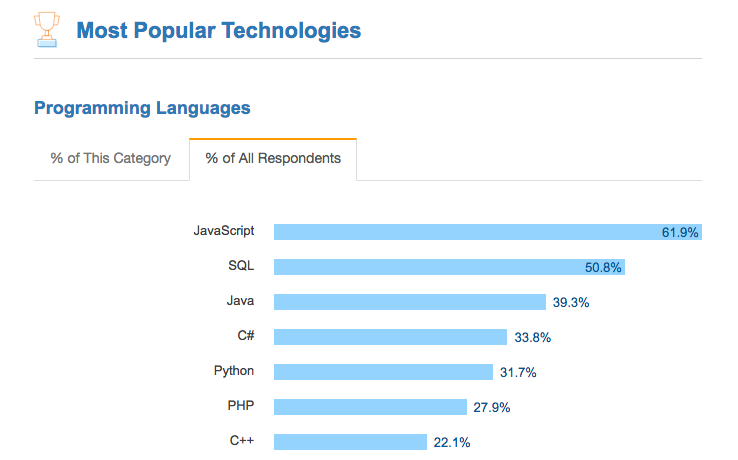 Most Popular Technologies
Programming Languages
% of This Category % of All Respondents
JavaScript 61.9%
SQL 50.8%
Java 39.3%
C# 33.8%
Python 31.7%
PHP 27.9%
C++ 22.1%